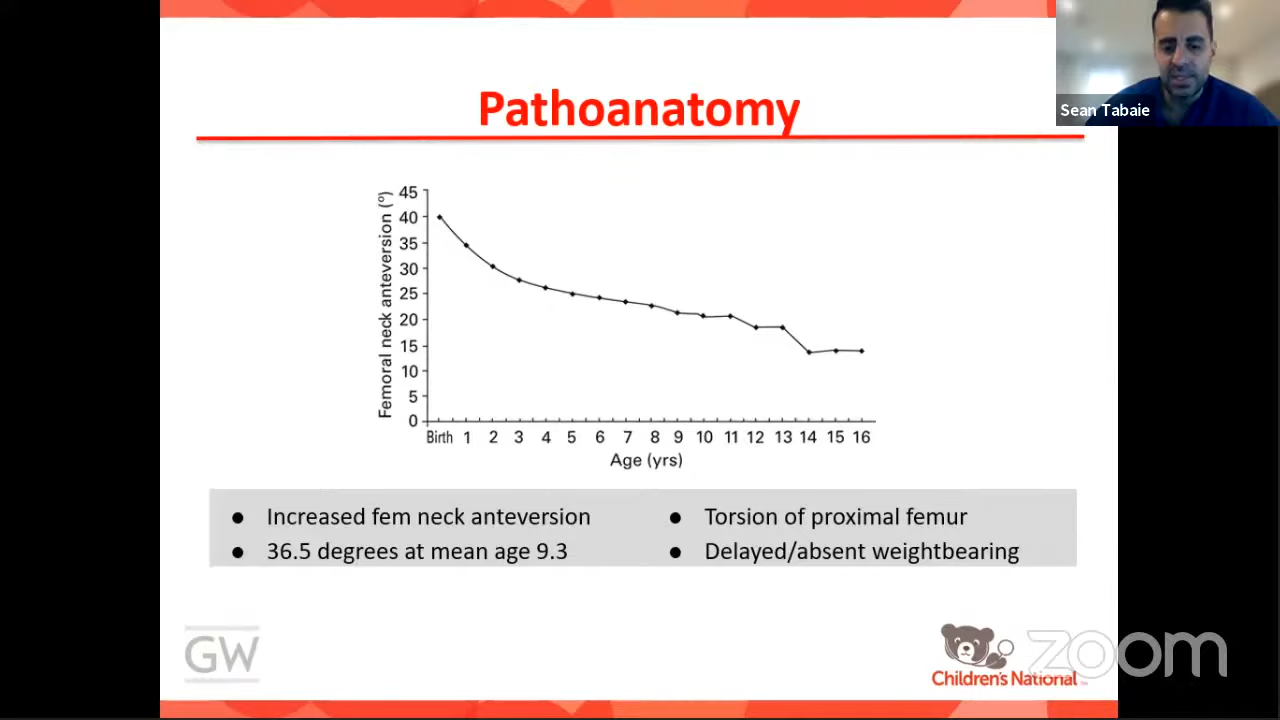 Sean Tabaie
Pathoanatomy
Femoral neck anteversion (°)
45
40
35
30
25
20
15
10
5
0
Birth 1 2 3 4 5 6 7 8 9 10 11 12 13 14 15 16
Age (yrs)
● Increased fem neck anteversion
● 36.5 degrees at mean age 9.3
● Torsion of proximal femur
● Delayed/absent weightbearing
GW
Children's National
zoom